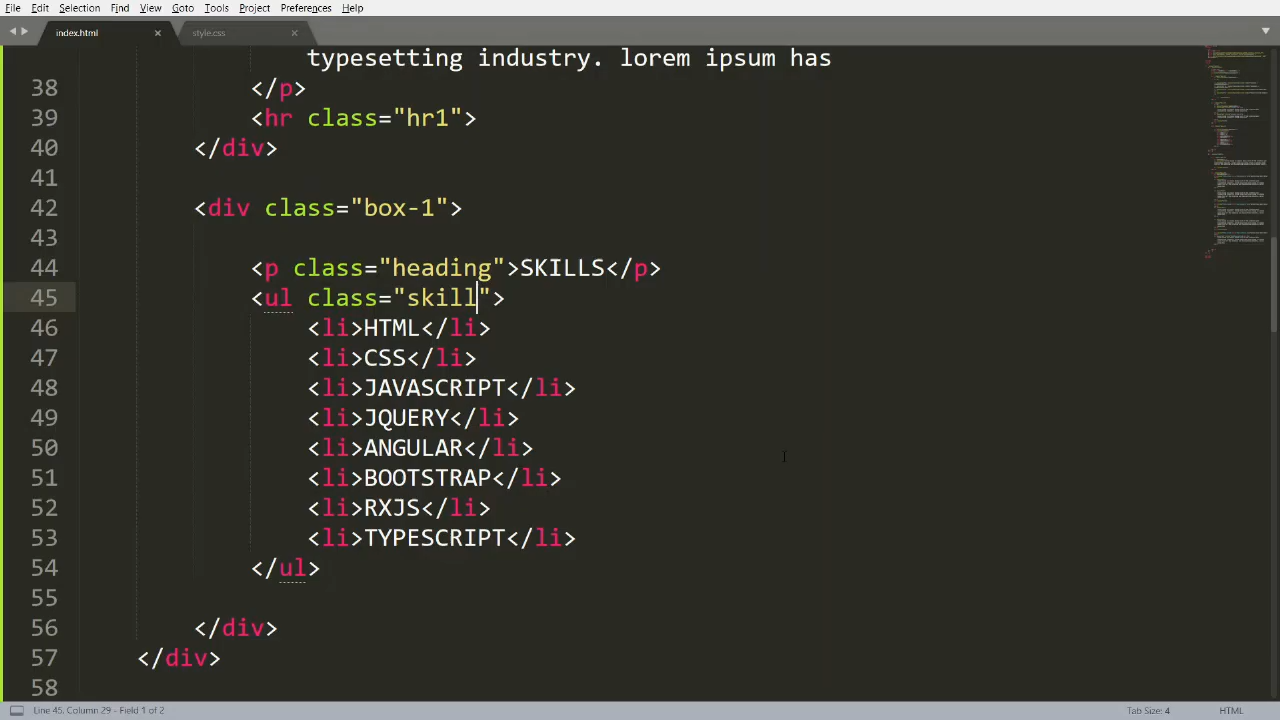 File Edit Selection Find View Goto Tools Project Preferences Help
index.html style.css
typesetting industry. lorem ipsum has
38 </p>
39 <hr class="hr1">
40 </div>
41
42 <div class="box-1">
43
44 <p class="heading">SKILLS</p>
45 <ul class="skill">
46 <li>HTML</li>
47 <li>CSS</li>
48 <li>JAVASCRIPT</li>
49 <li>JQUERY</li>
50 <li>ANGULAR</li>
51 <li>BOOTSTRAP</li>
52 <li>RXJS</li>
53 <li>TYPESCRIPT</li>
54 </ul>
55
56 </div>
57 </div>
58
Line 45, Column 29 - Field 1 of 2 Tab Size: 4 HTML